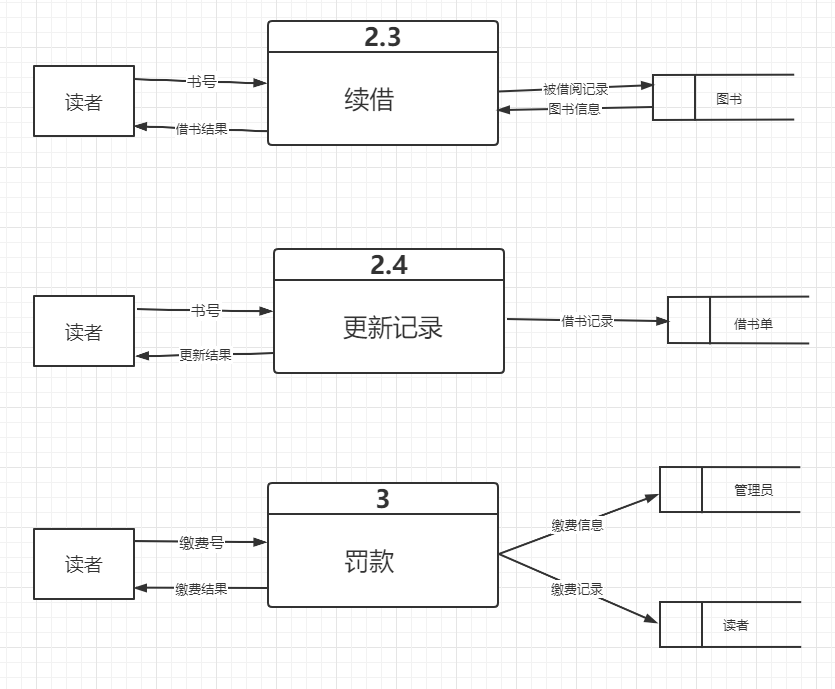 2.3
读者
书号
续借
被借阅记录
图书
借书结果
图书信息
2.4
读者
书号
更新记录
借书记录
借书单
更新结果
3
管理员
读者
缴费号
罚款
缴费信息
缴费结果
缴费记录
读者